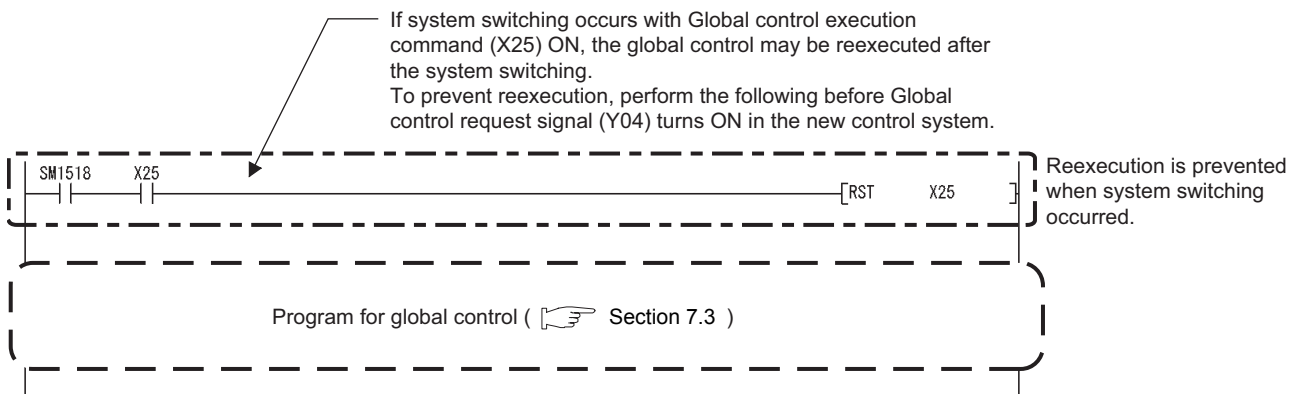 If system switching occurs with Global control execution
command (X25) ON, the global control may be reexecuted after
the system switching.
To prevent reexecution, perform the following before Global
control request signal (Y04) turns ON in the new control system.
SM1518 X25 [RST X25 ]
Reexecution is prevented
when system switching
occurred.
Program for global control ( Section 7.3 )